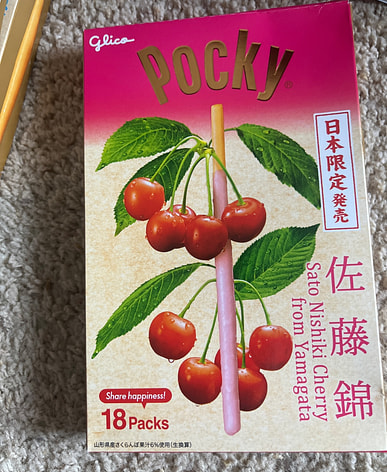 glico
Pocky
日本限定発売
佐藤錦
Sato Nishiki Cherry
from Yamagata
Share happiness!
18 Packs
山形県産さくらんぼ果汁6%使用(生換算)